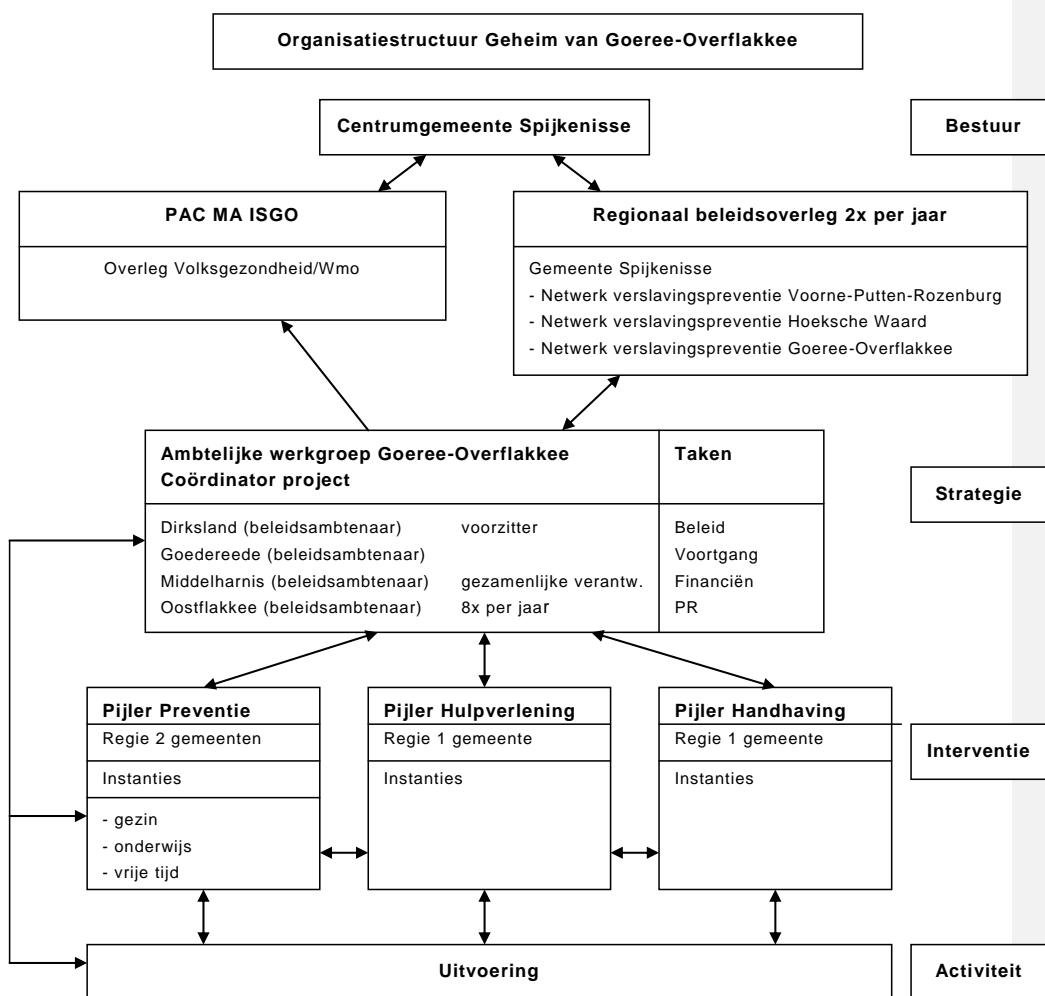 Organisatiestructuur Geheim van Goeree-Overflakkee
Centrumgemeente Spijkenisse
Bestuur
PAC MA ISGO
Overleg Volksgezondheid/Wmo
Regionaal beleidsoverleg 2x per jaar
Gemeente Spijkenisse
- Netwerk verslavingspreventie Voorne-Putten-Rozenburg
- Netwerk verslavingspreventie Hoeksche Waard
- Netwerk verslavingspreventie Goeree-Overflakkee
Ambtelijke werkgroep Goeree-Overflakkee
Coördinator project
Taken
Strategie
Dirksland (beleidsambtenaar) voorzitter Beleid
Goedereede (beleidsambtenaar) Voortgang
Middelharnis (beleidsambtenaar) gezamenlijke verantw. Financiën
Oostflakkee (beleidsambtenaar) 8x per jaar PR
Pijler Preventie
Regie 2 gemeenten
Instanties
- gezin
- onderwijs
- vrije tijd
Pijler Hulpverlening
Regie 1 gemeente
Instanties
Pijler Handhaving
Regie 1 gemeente
Instanties
Interventie
Uitvoering
Activiteit